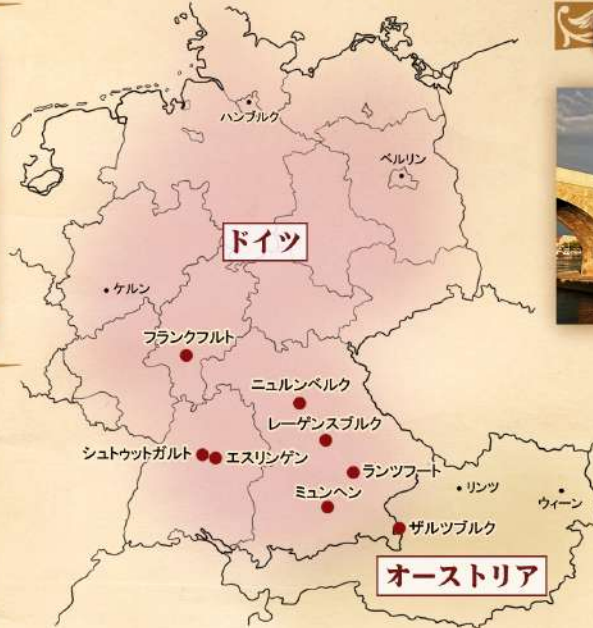 ハンブルク
ベルリン
ドイツ
ケルン
フランクフルト
ニュルンベルク
レーゲンスブルク
シュトゥットガルト
エスリンゲン
ランツフート
ミュンヘン
リンツ
ウィーン
ザルツブルク
オーストリア